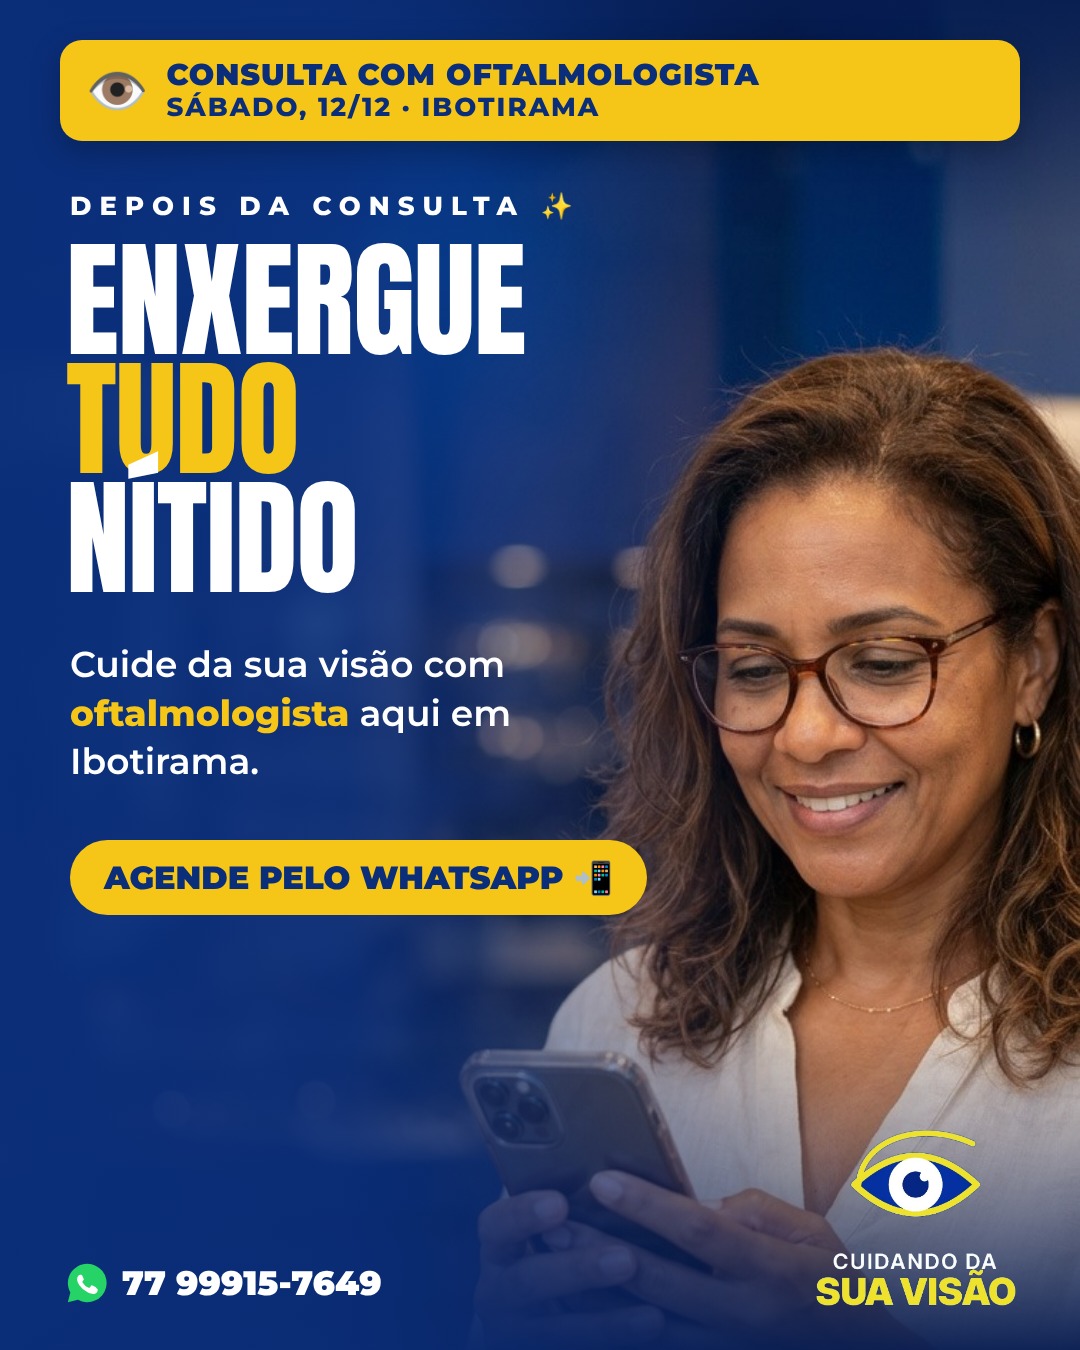 CONSULTA COM OFTALMOLOGISTA
SÁBADO, 12/12 · IBOTIRAMA
DEPOIS DA CONSULTA ✨
ENXERGUE
TUDO
NÍTIDO
Cuide da sua visão com
oftalmologista aqui em
Ibotirama.
AGENDE PELO WHATSAPP 📲
77 99915-7649
CUIDANDO DA
SUA VISÃO